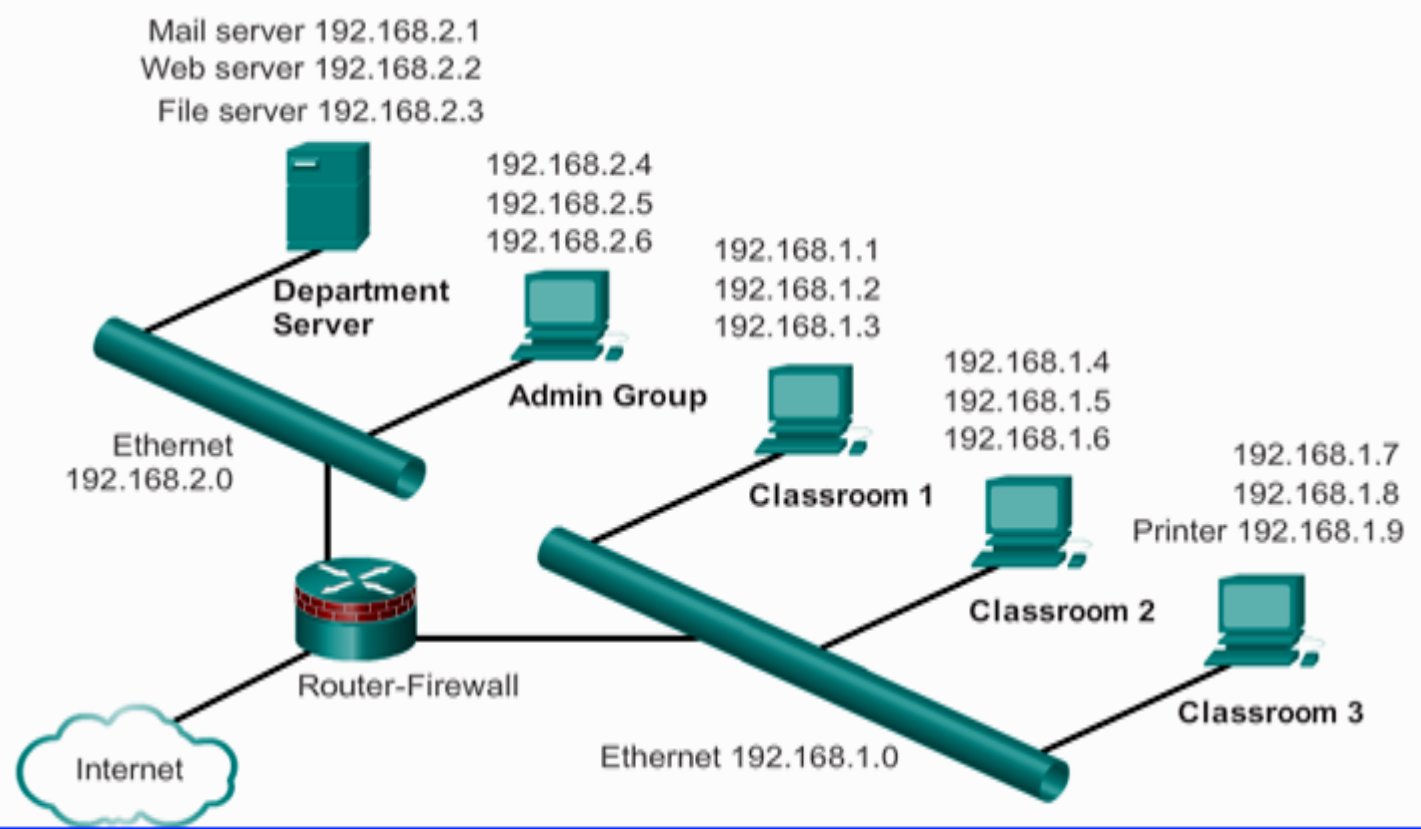 Mail server 192.168.2.1
Web server 192.168.2.2
File server 192.168.2.3
Department
Server
192.168.2.4
192.168.2.5
192.168.2.6
Admin Group
Ethernet
192.168.2.0
192.168.1.1
192.168.1.2
192.168.1.3
Classroom 1
192.168.1.4
192.168.1.5
192.168.1.6
Classroom 2
192.168.1.7
192.168.1.8
Printer 192.168.1.9
Classroom 3
Router-Firewall
Ethernet 192.168.1.0
Internet